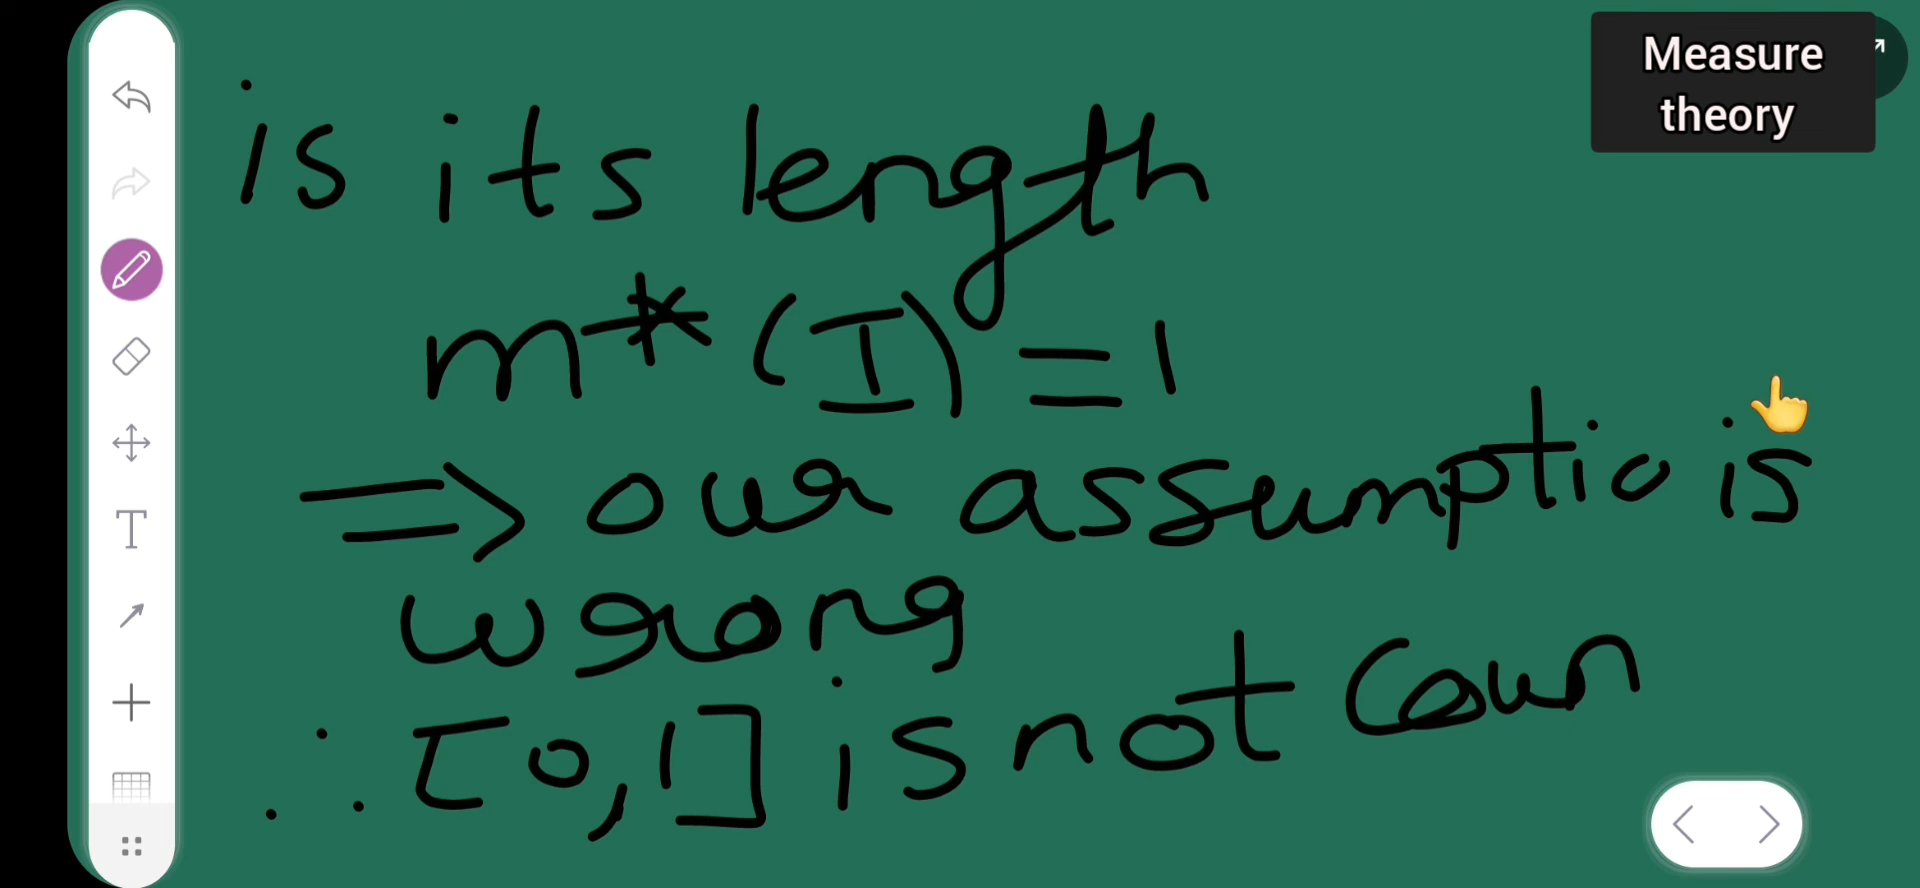 Measure
theory
is its length
m* (I) = 1
⇒ our assumptio is
wrong
∴ [0,1] is not Coun
T